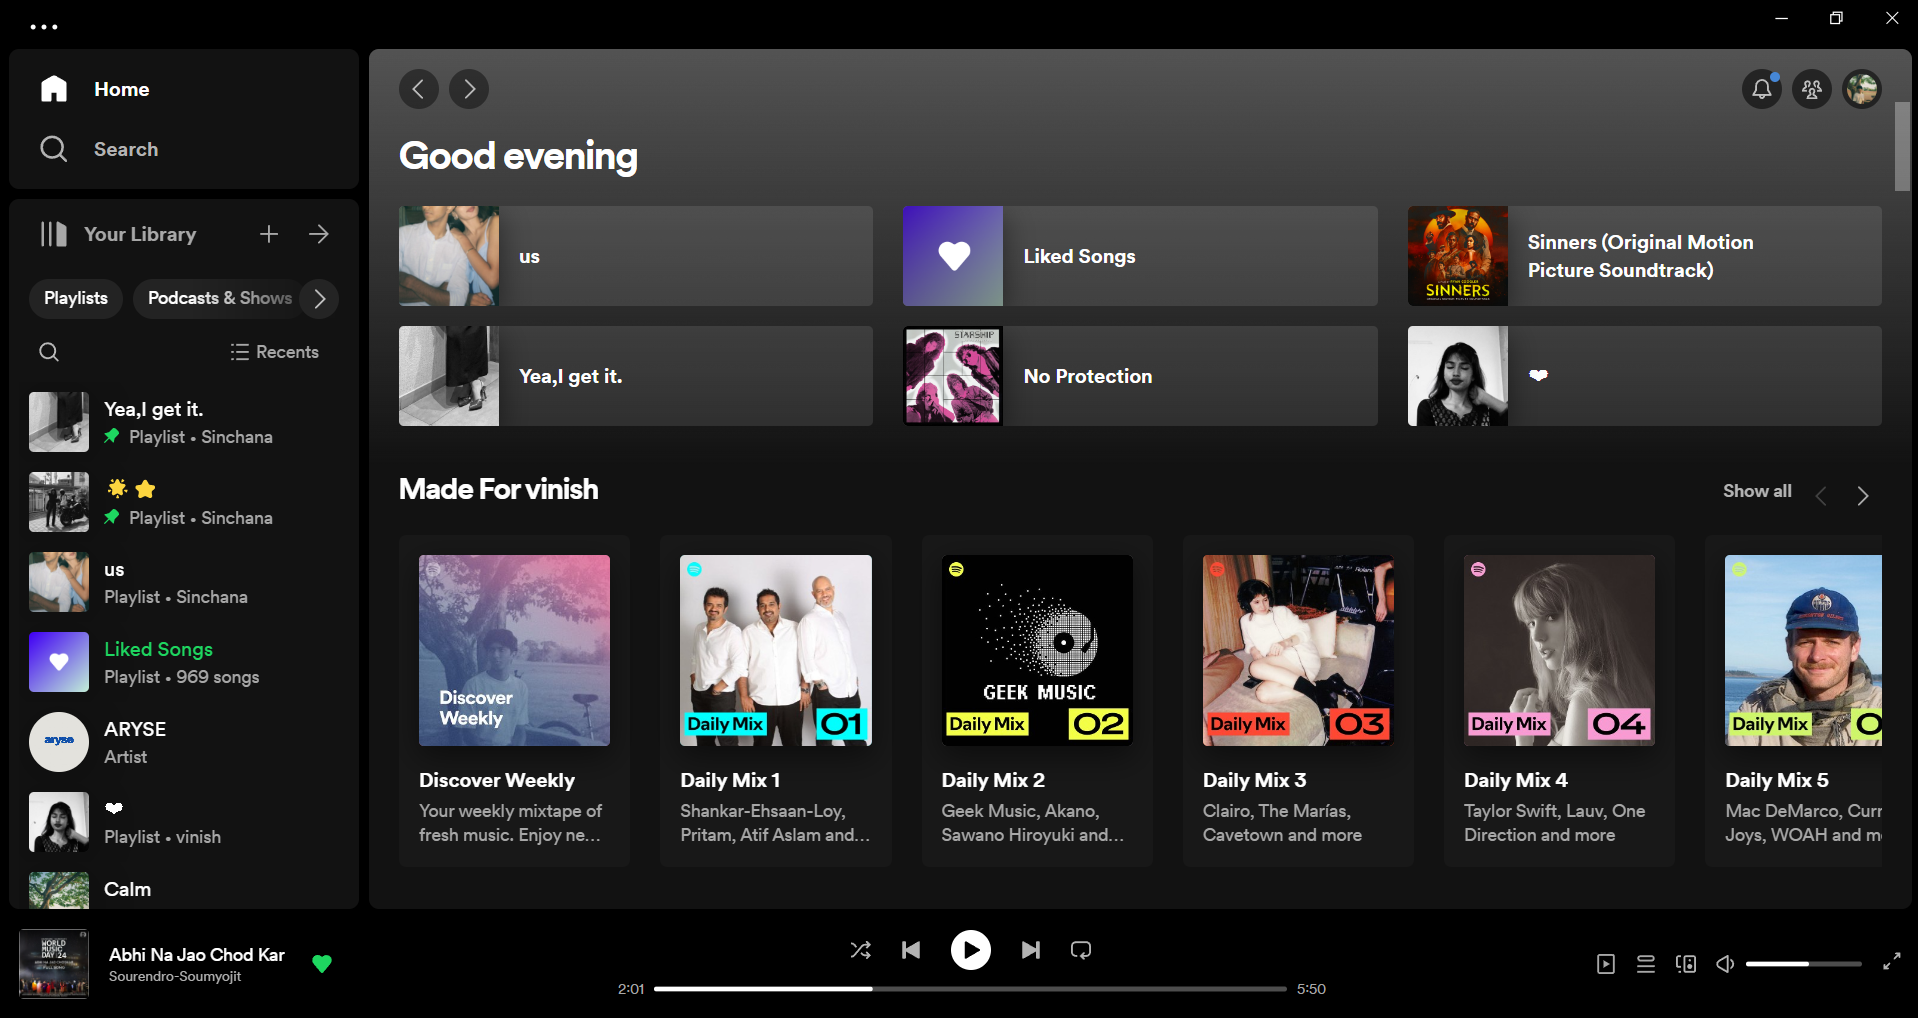 Home
Search
Your Library
Playlists
Podcasts & Shows
Recents
Yea,I get it.
Playlist • Sinchana
🌟 ⭐
Playlist • Sinchana
us
Playlist • Sinchana
Liked Songs
Playlist • 969 songs
aryse
ARYSE
Artist
❤
Playlist • vinish
Calm
Good evening
us
Liked Songs
SINNERS
Sinners (Original Motion
Picture Soundtrack)
Yea,I get it.
STARSHIP
No Protection
❤
Made For vinish
Show all
Discover
Weekly
Discover Weekly
Your weekly mixtape of
fresh music. Enjoy ne...
Daily Mix 01
Daily Mix 1
Shankar-Ehsaan-Loy,
Pritam, Atif Aslam and...
GEEK MUSIC
Daily Mix 02
Daily Mix 2
Geek Music, Akano,
Sawano Hiroyuki and...
Daily Mix 03
Daily Mix 3
Clairo, The Marías,
Cavetown and more
Daily Mix 04
Daily Mix 4
Taylor Swift, Lauv, One
Direction and more
Daily Mix 0
Daily Mix 5
Mac DeMarco, Curr
Joys, WOAH and m
WORLD
MUSIC
DAY 24
Abhi Na Jao Chod Kar
Sourendro-Soumyojit
2:01
5:50